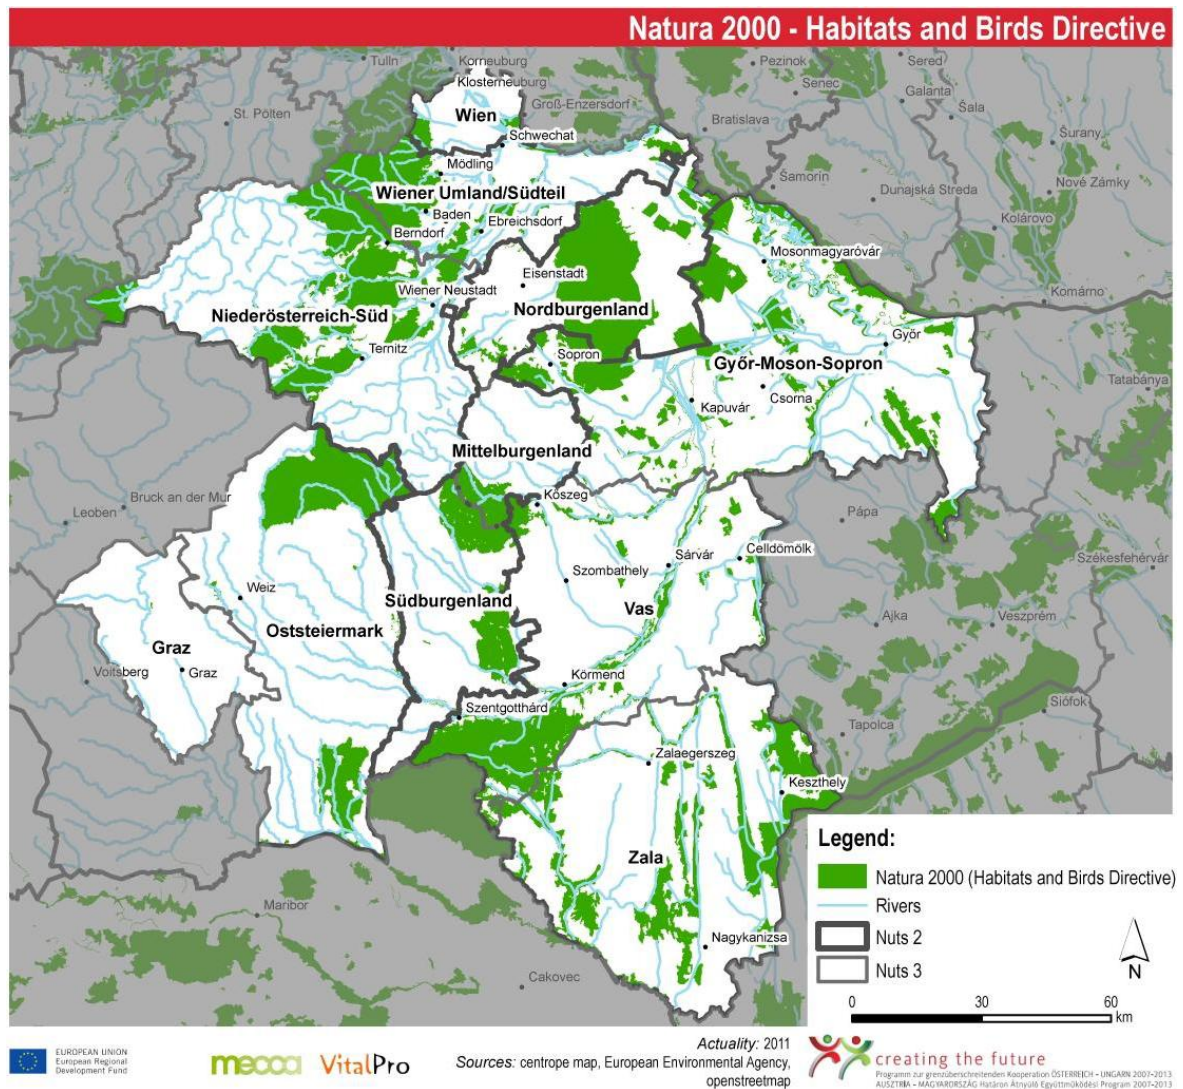 Natura 2000 - Habitats and Birds Directive
Tulln
Korneuburg
Klosterneuburg
Pezinok
Sered
Senec
Galanta
Groß-Enzersdorf
St. Pölten
Wien
Bratislava
Šala
Schwechat
Šurany
Mödling
Šamorín
Wiener Umland/Südteil
Dunajská Streda
Nové Zámky
Baden
Ebreichsdorf
Kolárovo
Berndorf
Mosonmagyaróvár
Eisenstadt
Wiener Neustadt
Komárno
Nordburgenland
Niederösterreich-Süd
Győr
Ternitz
Sopron
Győr-Moson-Sopron
Tatabánya
Csorna
Kapuvár
Mittelburgenland
Bruck an der Mur
Kőszeg
Leoben
Pápa
Sárvár
Celldömölk
Székesfehérvár
Szombathely
Weiz
Südburgenland
Vas
Ajka
Veszprém
Oststeiermark
Graz
Voitsberg
Graz
Körmend
Szentgotthárd
Siófok
Tapolca
Zalaegerszeg
Keszthely
Zala
Maribor
Nagykanizsa
Cakovec
Legend:
Natura 2000 (Habitats and Birds Directive)
Rivers
Nuts 2
Nuts 3
N
0 30 60
km
EUROPEAN UNION
European Regional
Development Fund
mecca
VitalPro
Actuality: 2011
Sources: centrope map, European Environmental Agency,
openstreetmap
creating the future
Programm zur grenzüberschreitenden Kooperation ÖSTERREICH - UNGARN 2007-2013
AUSZTRIA - MAGYARORSZÁG Határon Átnyúló Együttműködési Program 2007-2013